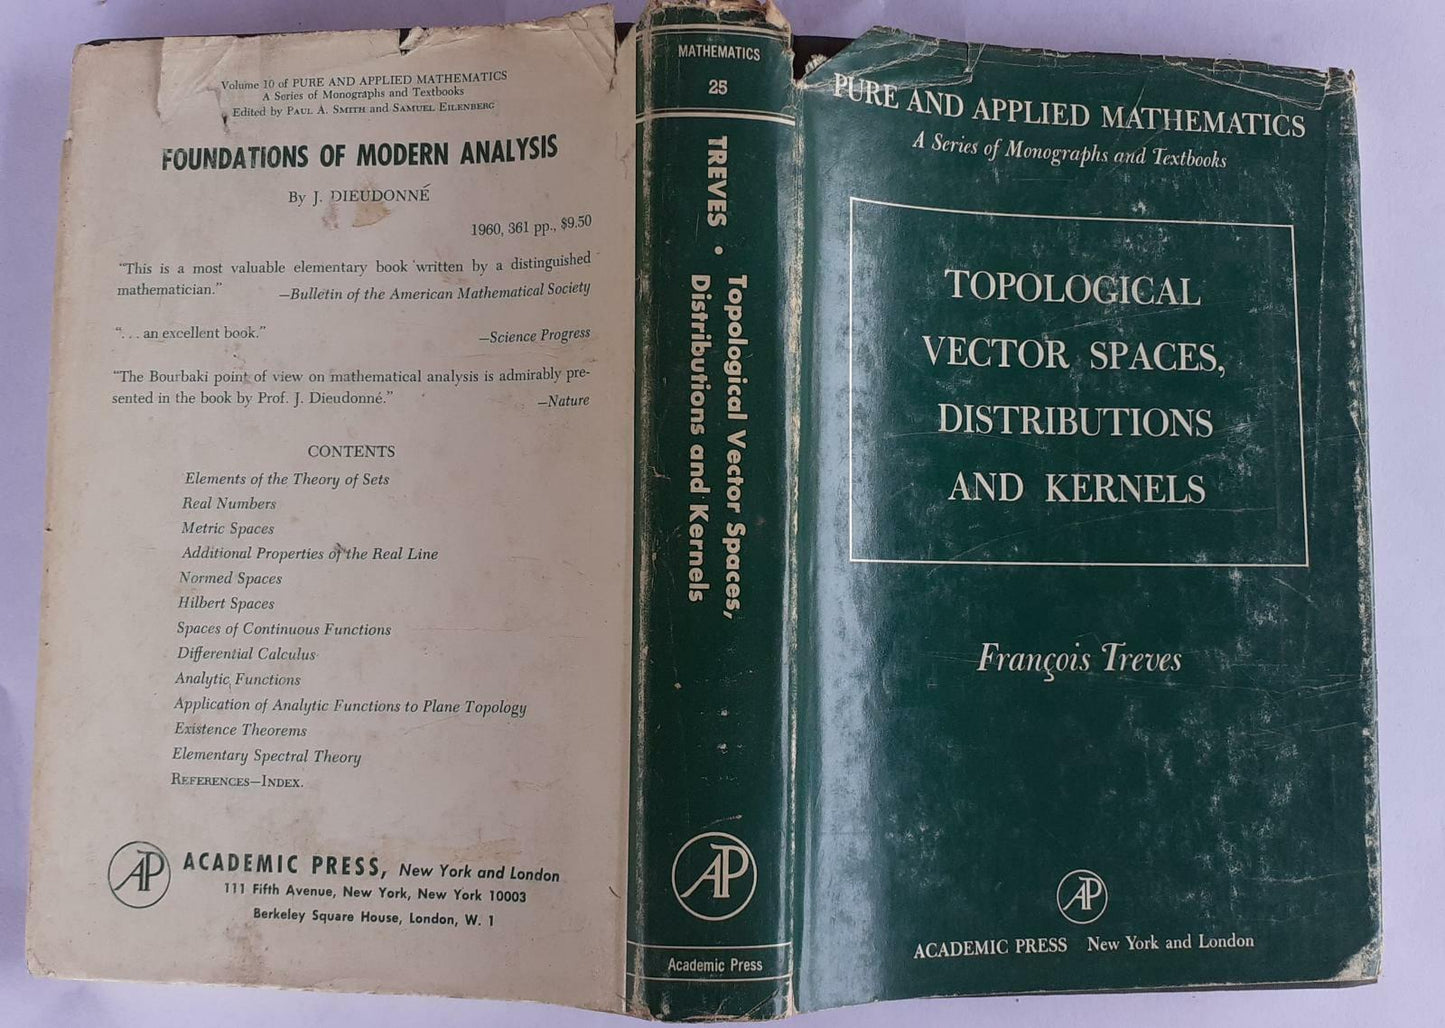 Volume 10 of PURE AND APPLIED MATHEMATICS
A Series of Monographs and Textbooks
Edited by PAUL A. SMITH and SAMUEL EILENBERG
FOUNDATIONS OF MODERN ANALYSIS
By J. DIEUDONNÉ
1960, 361 pp., $9.50
"This is a most valuable elementary book written by a distinguished
mathematician." —Bulletin of the American Mathematical Society
". . . an excellent book." —Science Progress
"The Bourbaki point of view on mathematical analysis is admirably pre-
sented in the book by Prof. J. Dieudonné." —Nature
CONTENTS
Elements of the Theory of Sets
Real Numbers
Metric Spaces
Additional Properties of the Real Line
Normed Spaces
Hilbert Spaces
Spaces of Continuous Functions
Differential Calculus
Analytic Functions
Application of Analytic Functions to Plane Topology
Existence Theorems
Elementary Spectral Theory
REFERENCES—INDEX.
AP
ACADEMIC PRESS, New York and London
111 Fifth Avenue, New York, New York 10003
Berkeley Square House, London, W. 1
MATHEMATICS
25
TREVES • Topological Vector Spaces,
Distributions and Kernels
AP
Academic Press
PURE AND APPLIED MATHEMATICS
A Series of Monographs and Textbooks
TOPOLOGICAL
VECTOR SPACES,
DISTRIBUTIONS
AND KERNELS
François Treves
AP
ACADEMIC PRESS New York and London